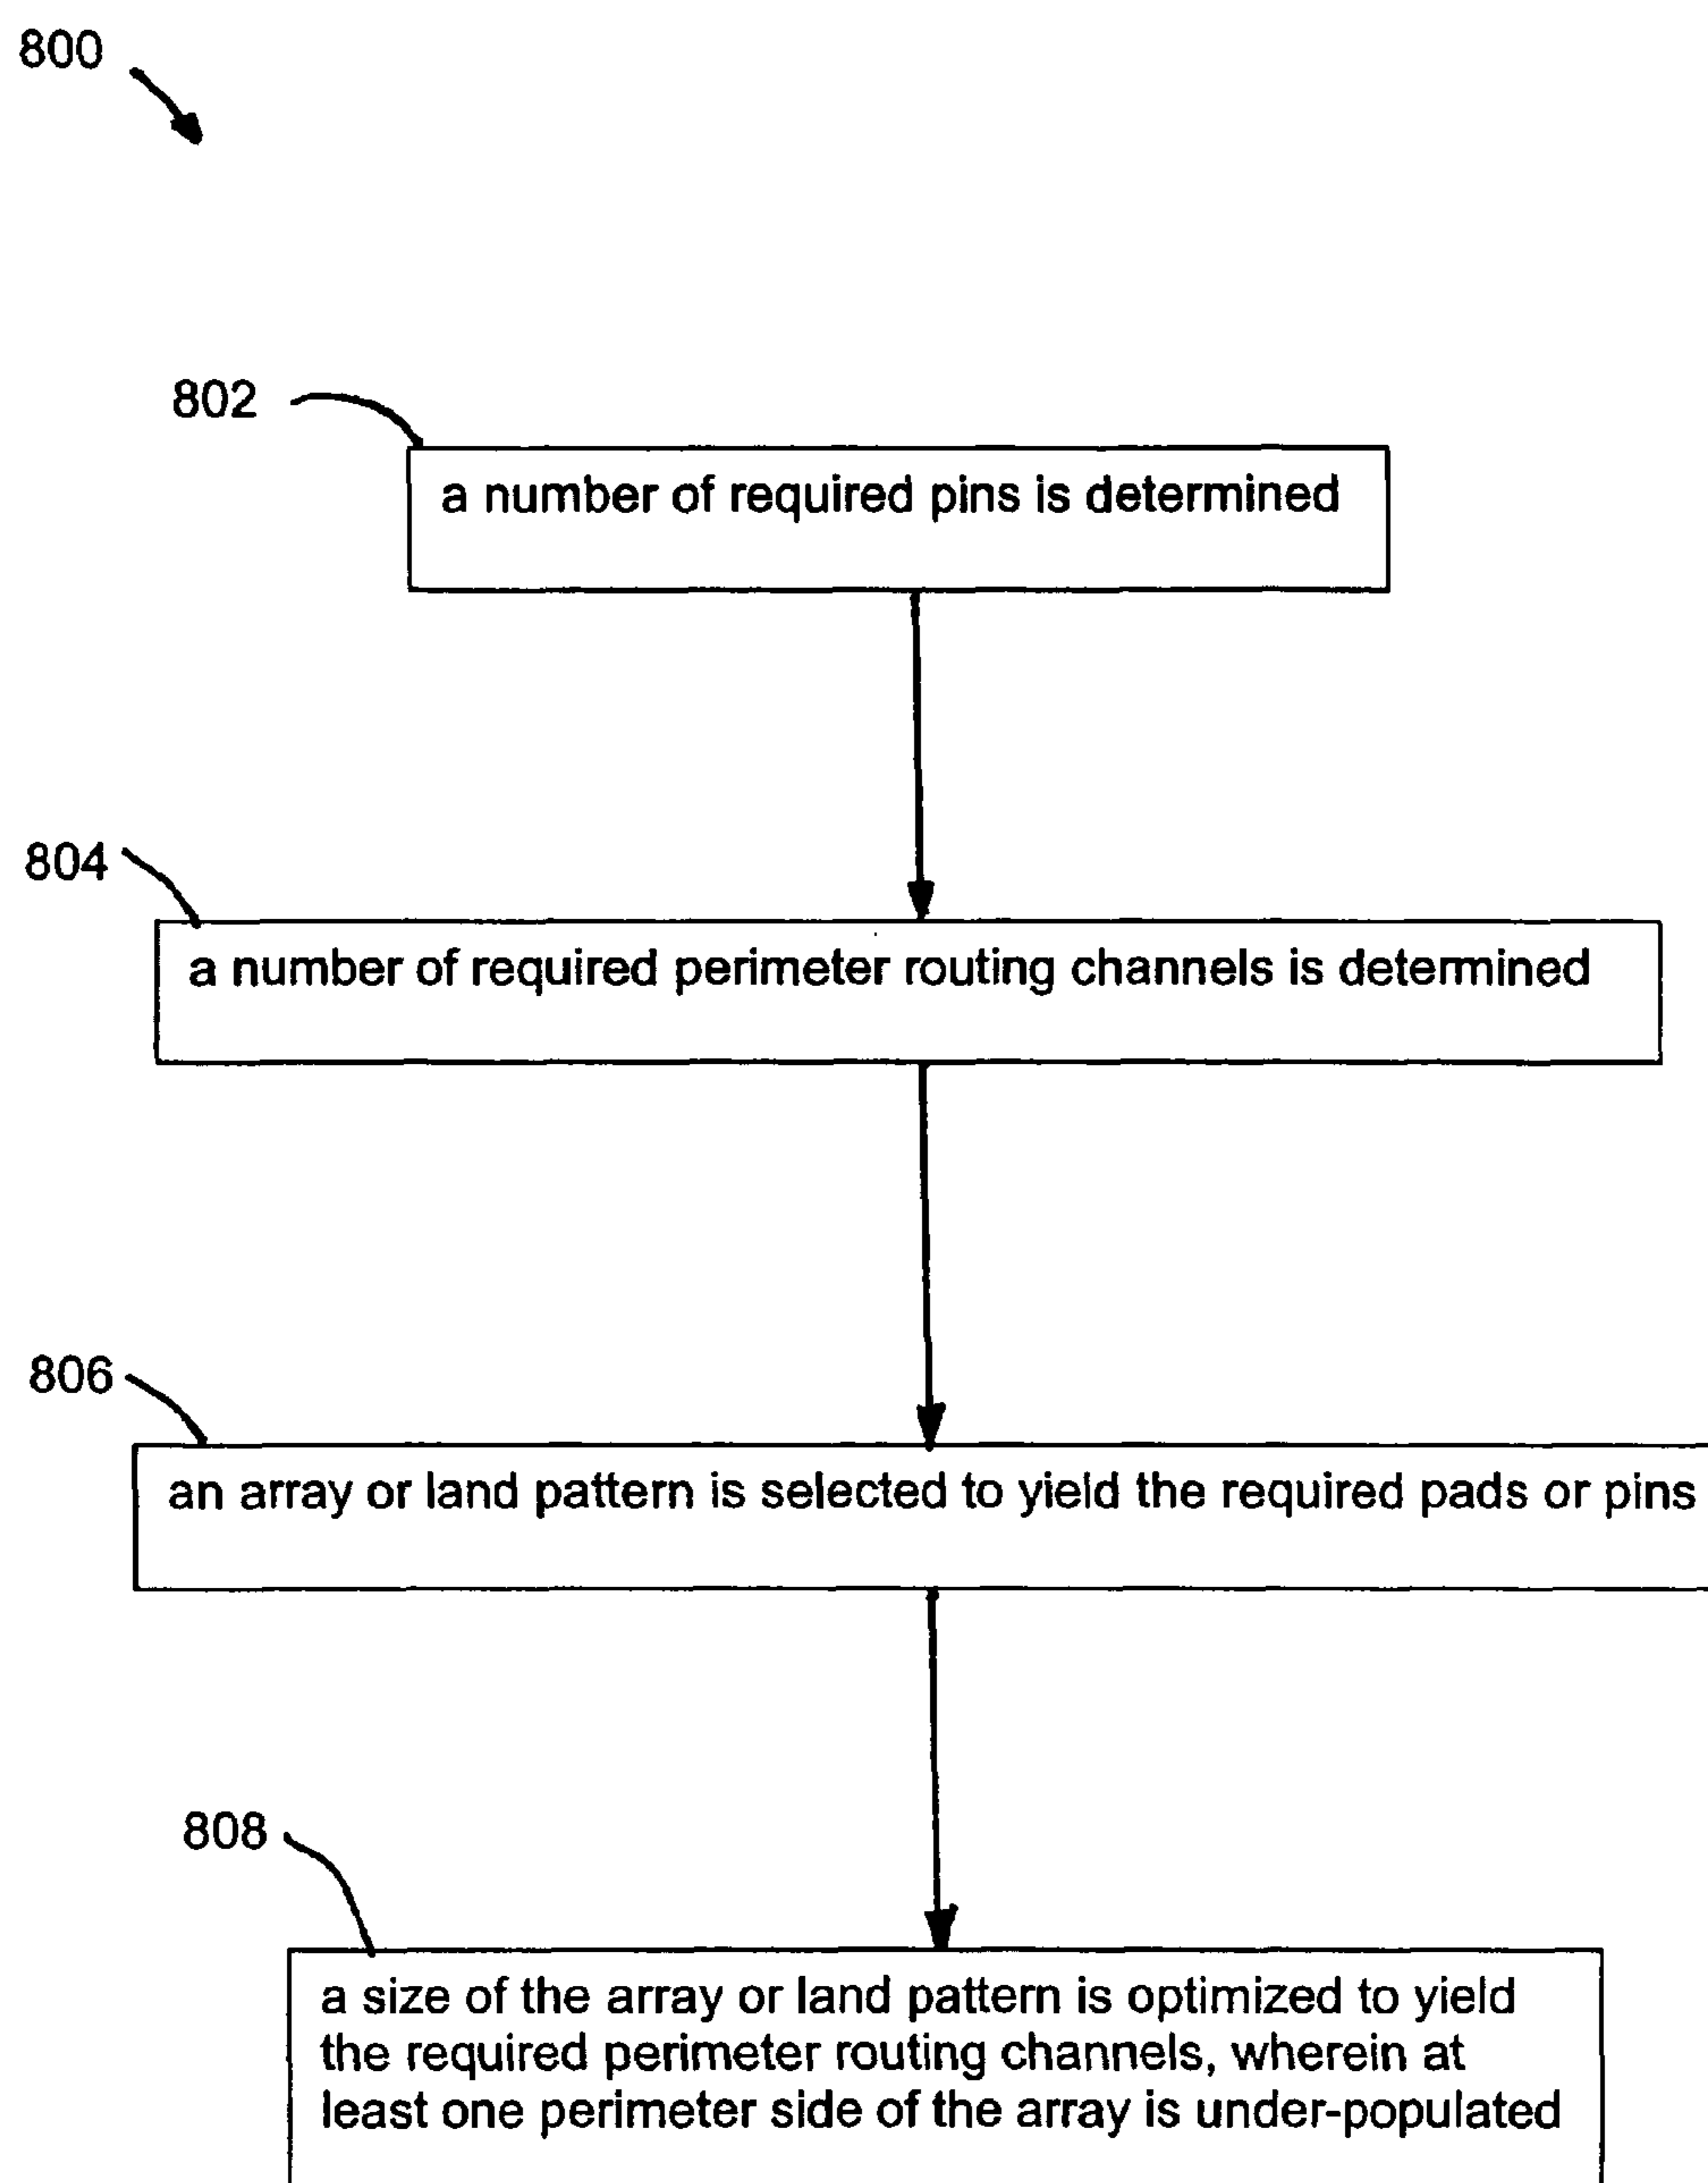 800
802
a number of required pins is determined
804
a number of required perimeter routing channels is determined
806
an array or land pattern is selected to yield the required pads or pins
808
a size of the array or land pattern is optimized to yield
the required perimeter routing channels, wherein at
least one perimeter side of the array is under-populated